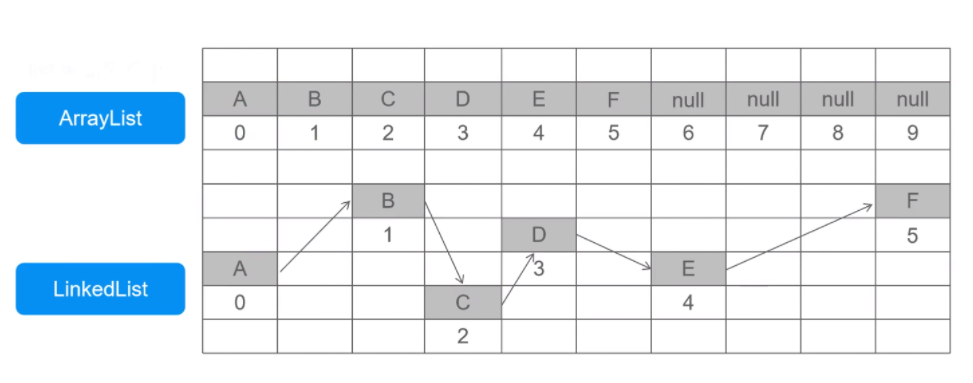 A B C D E F null null null null
ArrayList
0 1 2 3 4 5 6 7 8 9
B F
1 D 5
A 3 E
LinkedList
0 C 4
2